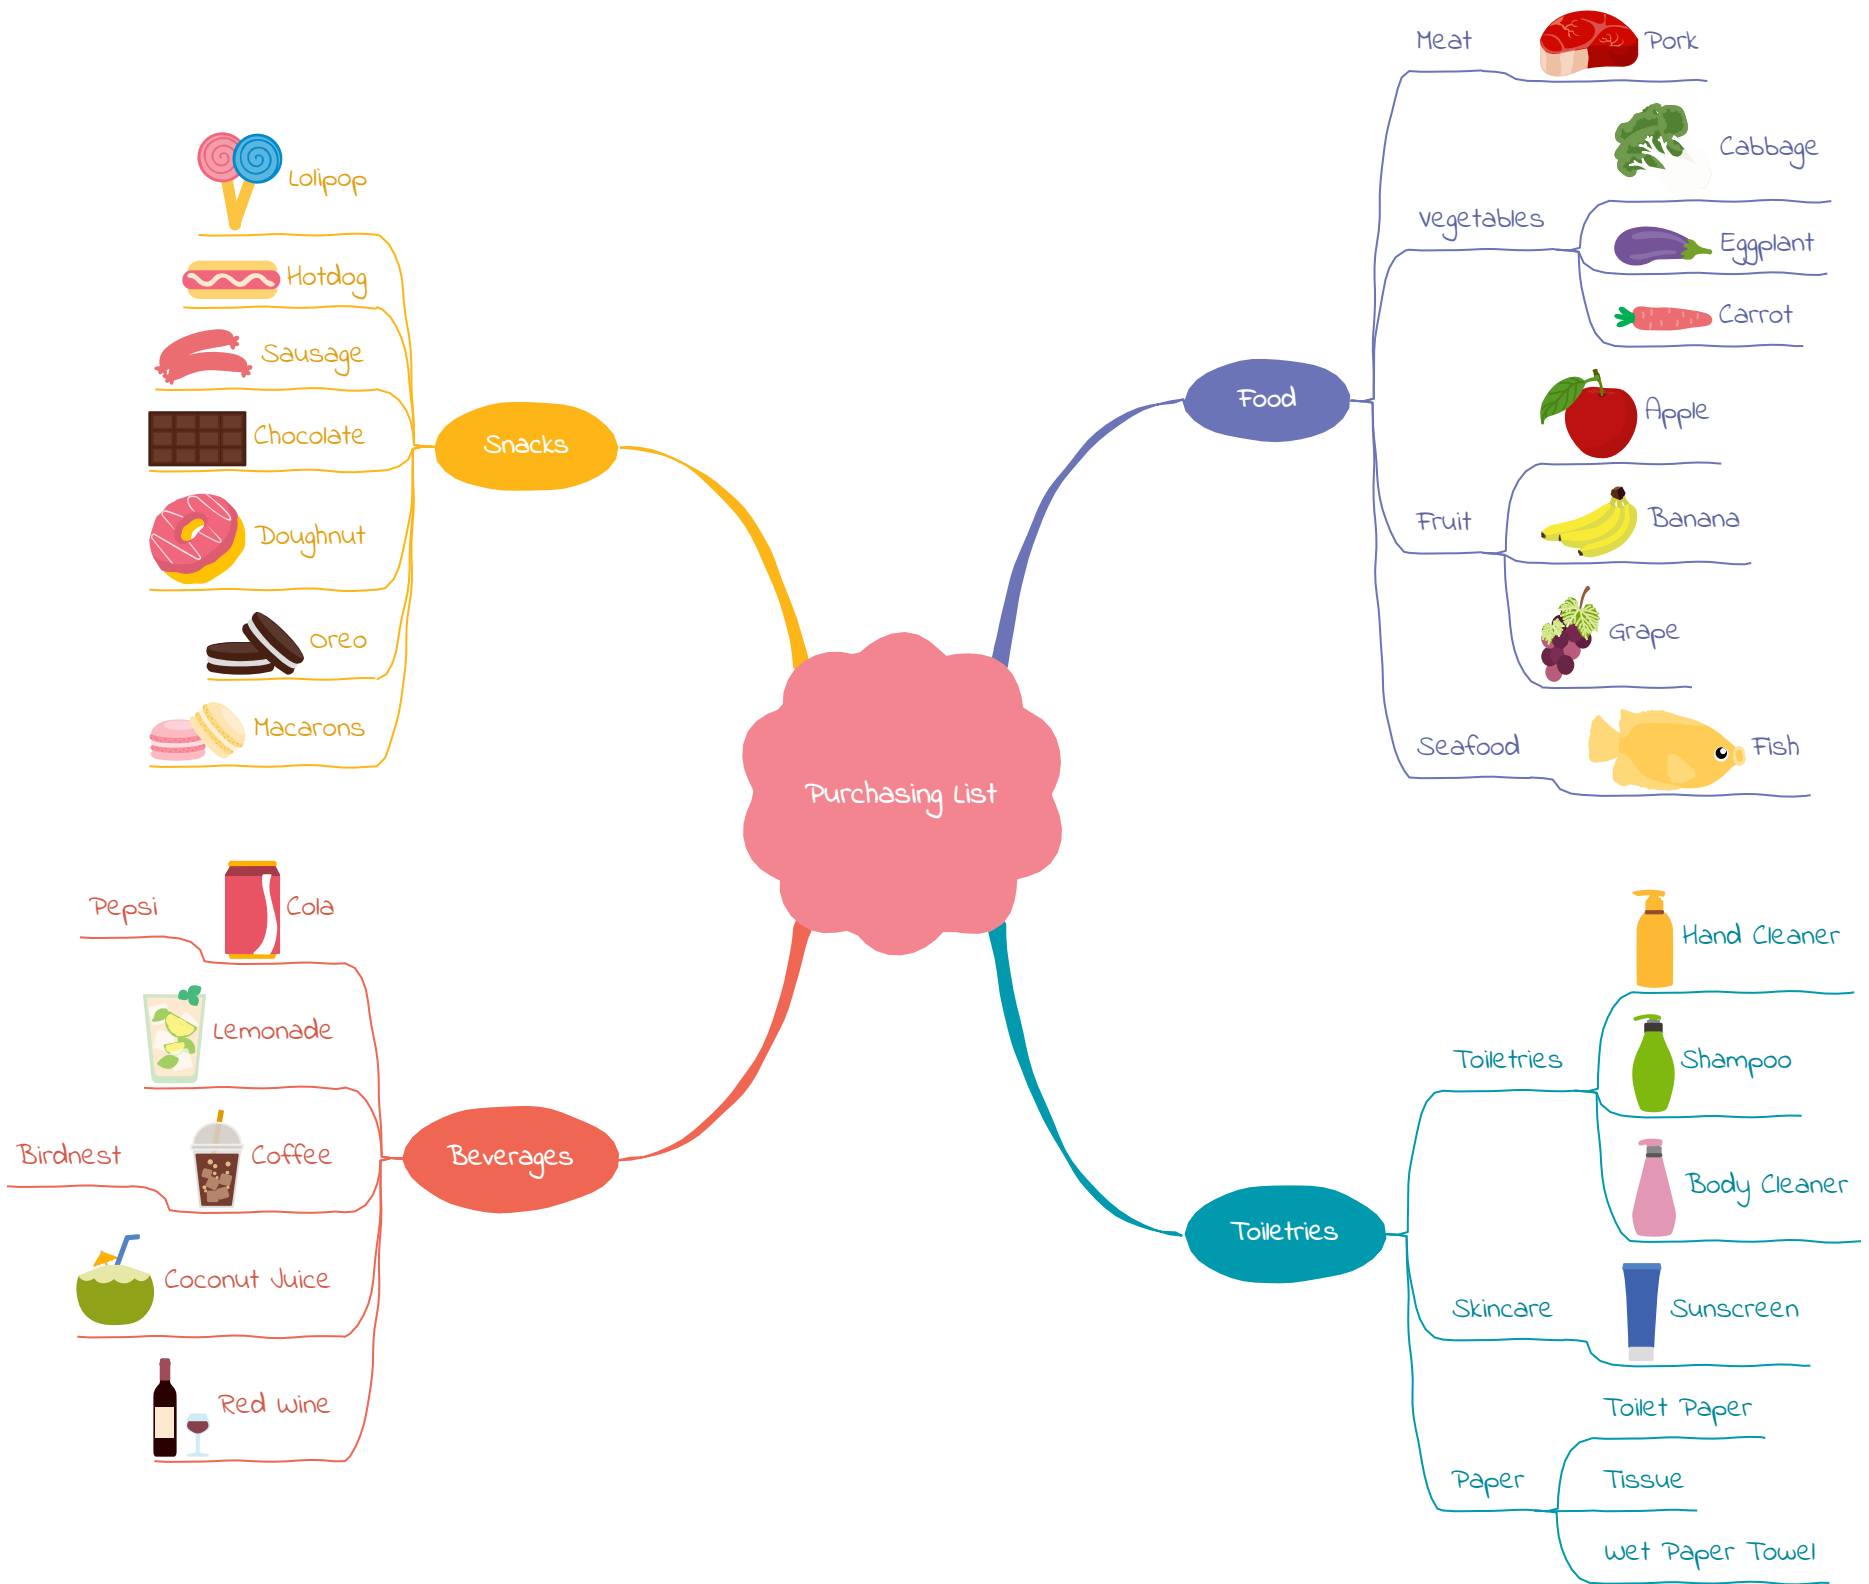 Purchasing List
Food
Meat
Pork
Vegetables
Cabbage
Eggplant
Carrot
Fruit
Apple
Banana
Grape
Seafood
Fish
Toiletries
Toiletries
Hand Cleaner
Shampoo
Body Cleaner
Skincare
Sunscreen
Paper
Toilet Paper
Tissue
Wet Paper Towel
Snacks
Lolipop
Hotdog
Sausage
Chocolate
Doughnut
Oreo
Macarons
Beverages
Cola
Pepsi
Lemonade
Coffee
Birdnest
Coconut Juice
Red Wine